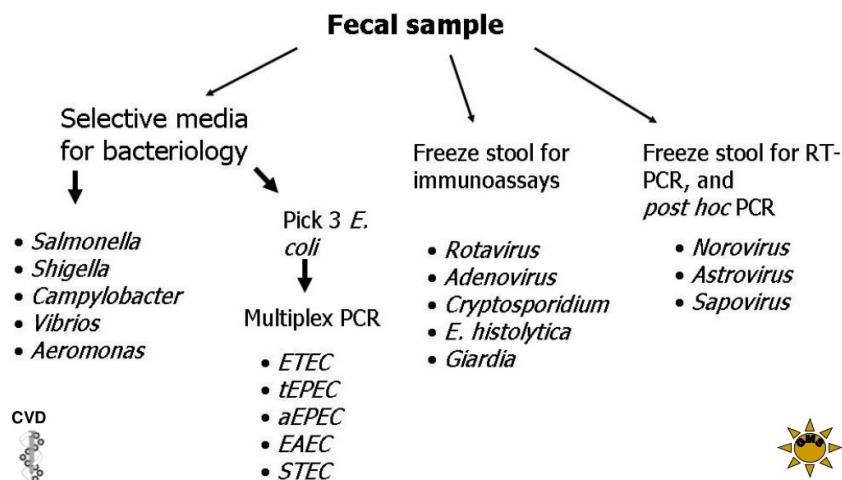 Fecal sample
Selective media
for bacteriology
• Salmonella
• Shigella
• Campylobacter
• Vibrios
• Aeromonas
Pick 3 E.
coli
Multiplex PCR
• ETEC
• tEPEC
• aEPEC
• EAEC
• STEC
Freeze stool for
immunoassays
• Rotavirus
• Adenovirus
• Cryptosporidium
• E. histolytica
• Giardia
Freeze stool for RT-
PCR, and
post hoc PCR
• Norovirus
• Astrovirus
• Sapovirus
CVD
GMS